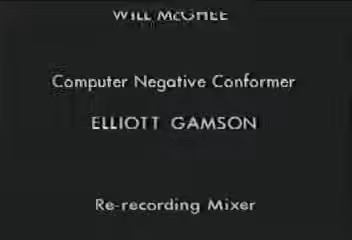 WILL McGHEE
Computer Negative Conformer
ELLIOTT GAMSON
Re-recording Mixer